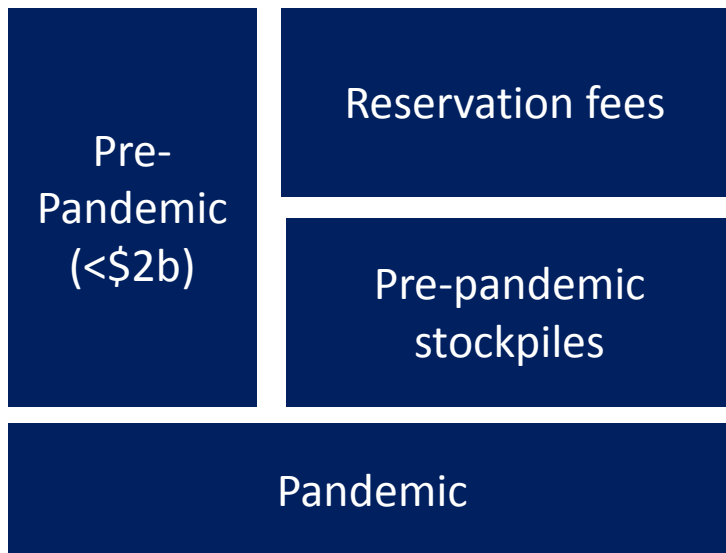 Pre-
Pandemic
(<$2b)
Reservation fees
Pre-pandemic
stockpiles
Pandemic